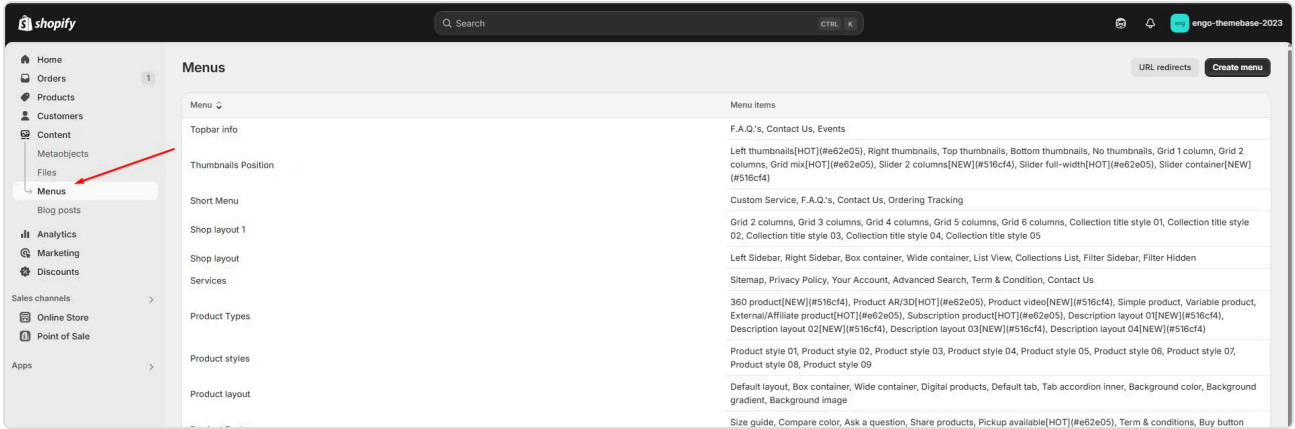 shopify
Search
CTRL K
eng
engo-themebase-2023
Home
Orders
1
Products
Customers
Content
Metaobjects
Files
Menus
Blog posts
Analytics
Marketing
Discounts
Sales channels
Online Store
Point of Sale
Apps
Menus
URL redirects
Create menu
Menu
Menu items
Topbar info
F.A.Q.'s, Contact Us, Events
Thumbnails Position
Left thumbnails[HOT](#e62e05), Right thumbnails, Top thumbnails, Bottom thumbnails, No thumbnails, Grid 1 column, Grid 2
columns, Grid mix[HOT](#e62e05), Slider 2 columns[NEW](#516cf4), Slider full-width[HOT](#e62e05), Slider container[NEW]
(#516cf4)
Short Menu
Custom Service, F.A.Q.'s, Contact Us, Ordering Tracking
Shop layout 1
Grid 2 columns, Grid 3 columns, Grid 4 columns, Grid 5 columns, Grid 6 columns, Collection title style 01, Collection title style
02, Collection title style 03, Collection title style 04, Collection title style 05
Shop layout
Left Sidebar, Right Sidebar, Box container, Wide container, List View, Collections List, Filter Sidebar, Filter Hidden
Services
Sitemap, Privacy Policy, Your Account, Advanced Search, Term & Condition, Contact Us
Product Types
360 product[NEW](#516cf4), Product AR/3D[HOT](#e62e05), Product video[NEW](#516cf4), Simple product, Variable product,
External/Affiliate product[HOT](#e62e05), Subscription product[HOT](#e62e05), Description layout 01[NEW](#516cf4),
Description layout 02[NEW](#516cf4), Description layout 03[NEW](#516cf4), Description layout 04[NEW](#516cf4)
Product styles
Product style 01, Product style 02, Product style 03, Product style 04, Product style 05, Product style 06, Product style 07,
Product style 08, Product style 09
Product layout
Default layout, Box container, Wide container, Digital products, Default tab, Tab accordion inner, Background color, Background
gradient, Background image
Size guide, Compare color, Ask a question, Share products, Pickup available[HOT](#e62e05), Term & conditions, Buy button